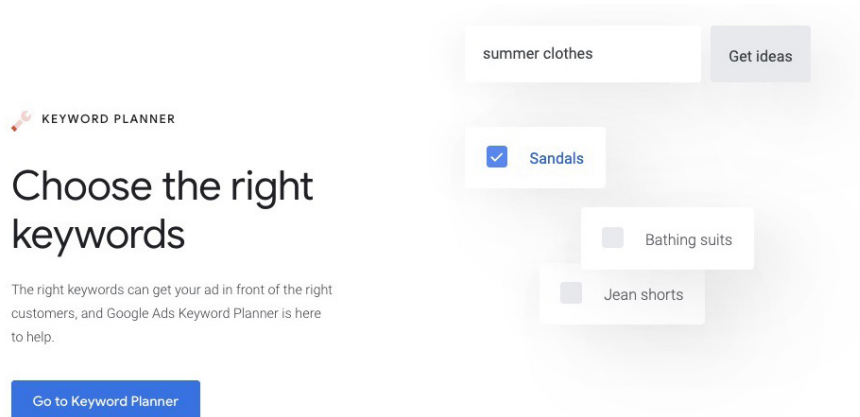 summer clothes
Get ideas
KEYWORD PLANNER
Sandals
Choose the right
keywords
Bathing suits
Jean shorts
The right keywords can get your ad in front of the right
customers, and Google Ads Keyword Planner is here
to help.
Go to Keyword Planner